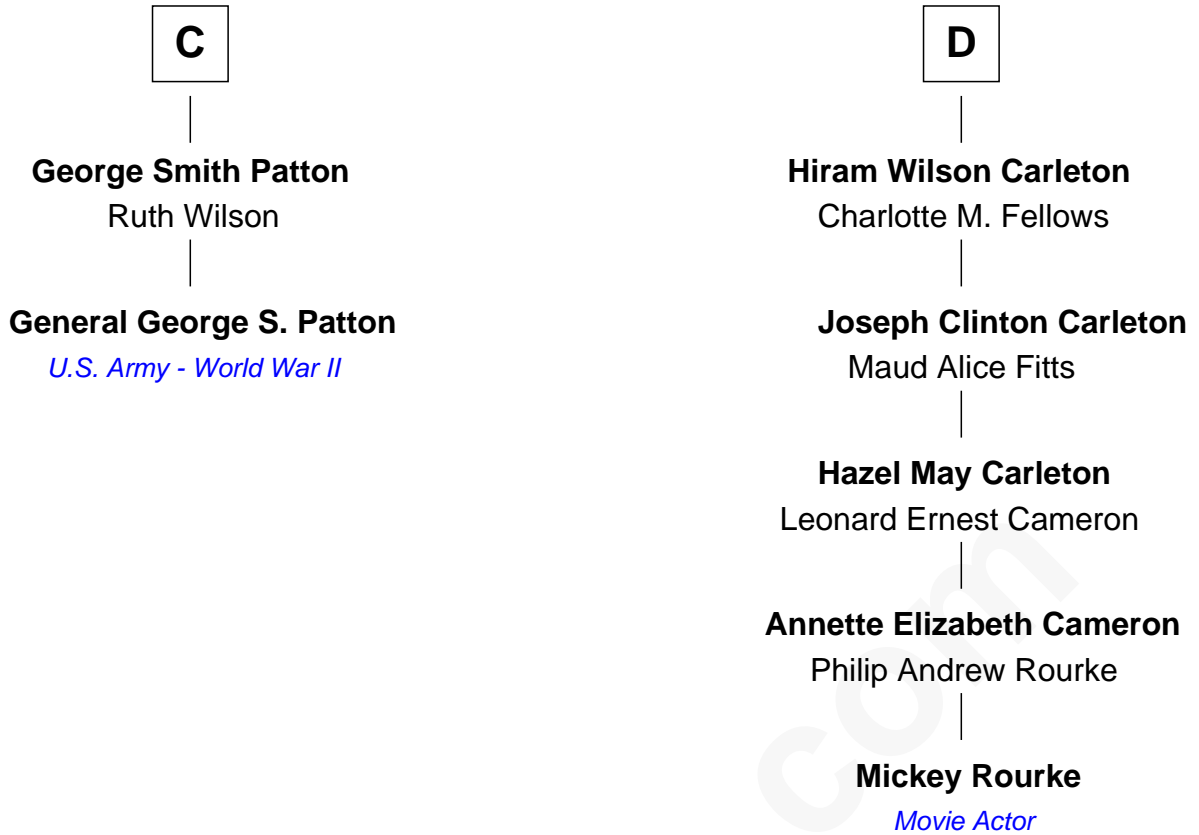 C
George Smith Patton
Ruth Wilson
General George S. Patton
U.S. Army - World War II
D
Hiram Wilson Carleton
Charlotte M. Fellows
Joseph Clinton Carleton
Maud Alice Fitts
Hazel May Carleton
Leonard Ernest Cameron
Annette Elizabeth Cameron
Philip Andrew Rourke
Mickey Rourke
Movie Actor
com